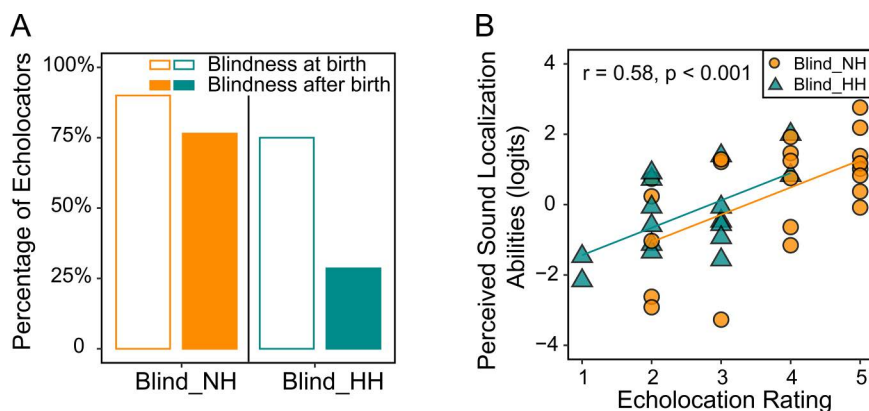 A
Percentage of Echolocators
100%
75%
50%
25%
0
Blindness at birth
Blindness after birth
Blind_NH
Blind_HH
B
Perceived Sound Localization
Abilities (logits)
4
2
0
−2
−4
r = 0.58, p < 0.001
Blind_NH
Blind_HH
1 2 3 4 5
Echolocation Rating